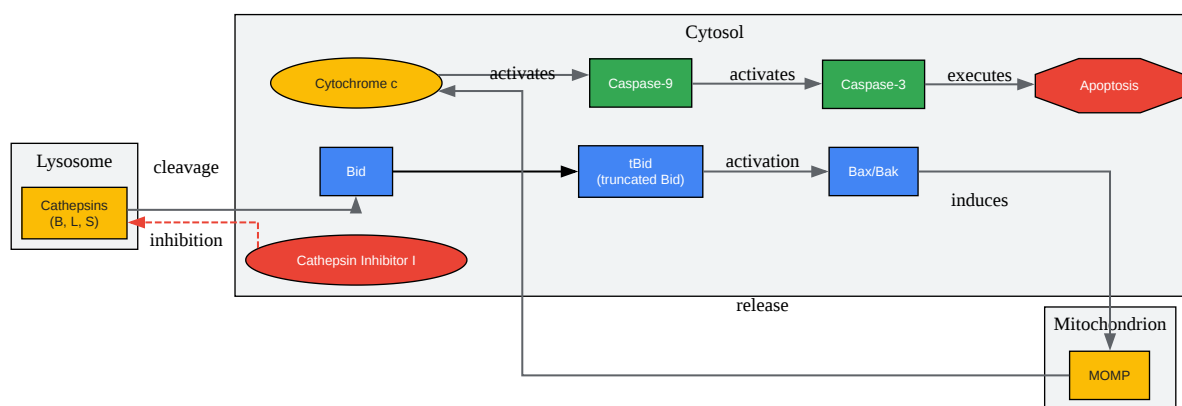 Cytosol
Cytochrome c
activates
Caspase-9
activates
Caspase-3
executes
Apoptosis
Lysosome
Cathepsins
(B, L, S)
cleavage
Bid
tBid
(truncated Bid)
activation
Bax/Bak
induces
inhibition
Cathepsin Inhibitor I
release
Mitochondrion
MOMP